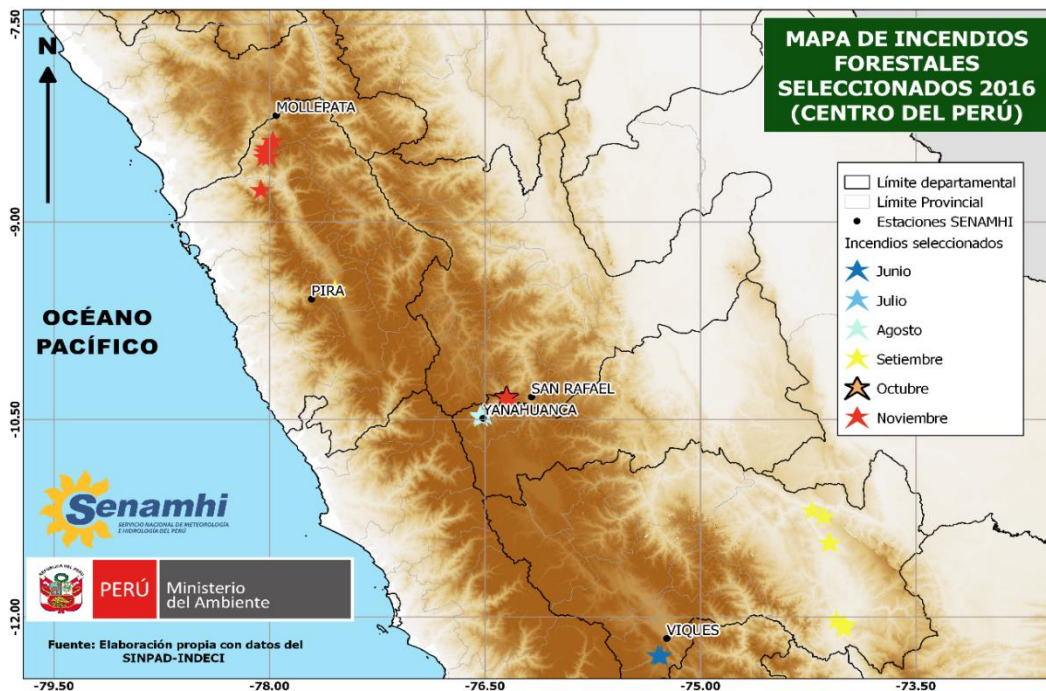 MAPA DE INCENDIOS
FORESTALES
SELECCIONADOS 2016
(CENTRO DEL PERÚ)
Límite departamental
Límite Provincial
Estaciones SENAMHI
Incendios seleccionados
Junio
Julio
Agosto
Setiembre
Octubre
Noviembre
N
MOLLEPATA
PIRA
OCÉANO
PACÍFICO
SAN RAFAEL
YANAHUANCA
VIQUES
Senamhi
SERVICIO NACIONAL DE METEOROLOGÍA
E HIDROLOGÍA DEL PERÚ
REPÚBLICA DEL PERÚ
PERÚ
Ministerio
del Ambiente
Fuente: Elaboración propia con datos del
SINPAD-INDECI
-7.50
-9.00
-10.50
-12.00
-79.50
-78.00
-76.50
-75.00
-73.50